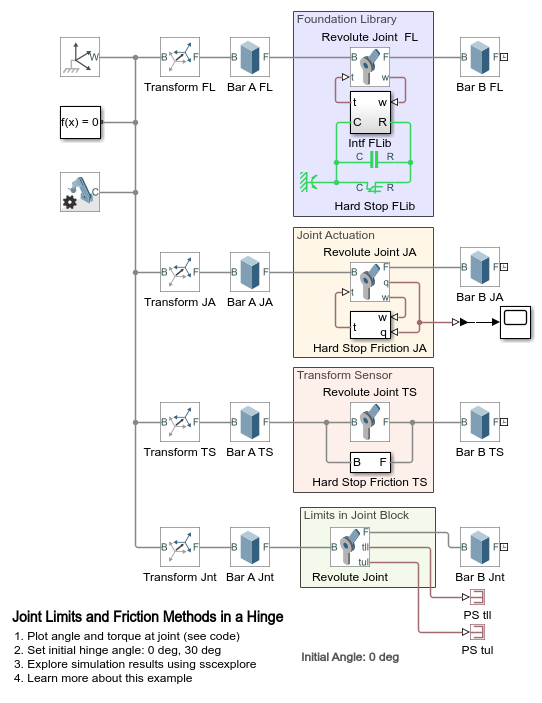 Foundation Library
Revolute Joint FL
W
B F
Transform FL
B F
Bar A FL
B F
t w
t w
C R
Intf FLib
C R
C R
Hard Stop FLib
B F
Bar B FL
f(x) = 0
C
Joint Actuation
Revolute Joint JA
B F
Transform JA
B F
Bar A JA
B F
q
t w
w
t
q
Hard Stop Friction JA
B F
Bar B JA
Transform Sensor
Revolute Joint TS
B F
Transform TS
B F
Bar A TS
B F
B F
Hard Stop Friction TS
B F
Bar B TS
Limits in Joint Block
B F
Transform Jnt
B F
Bar A Jnt
F
B tll
tul
Revolute Joint
B F
Bar B Jnt
PS tll
PS tul
Joint Limits and Friction Methods in a Hinge
1. Plot angle and torque at joint (see code)
2. Set initial hinge angle: 0 deg, 30 deg
3. Explore simulation results using sscexplore
4. Learn more about this example
Initial Angle: 0 deg